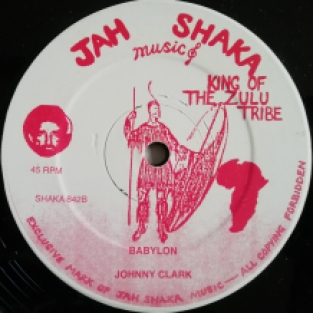 JAH SHAKA
music
KING OF
THE ZULU
TRIBE
45 RPM
SHAKA 842B
BABYLON
JOHNNY CLARK
EXCLUSIVE MARK OF JAH SHAKA MUSIC — ALL COPYING FORBIDDEN